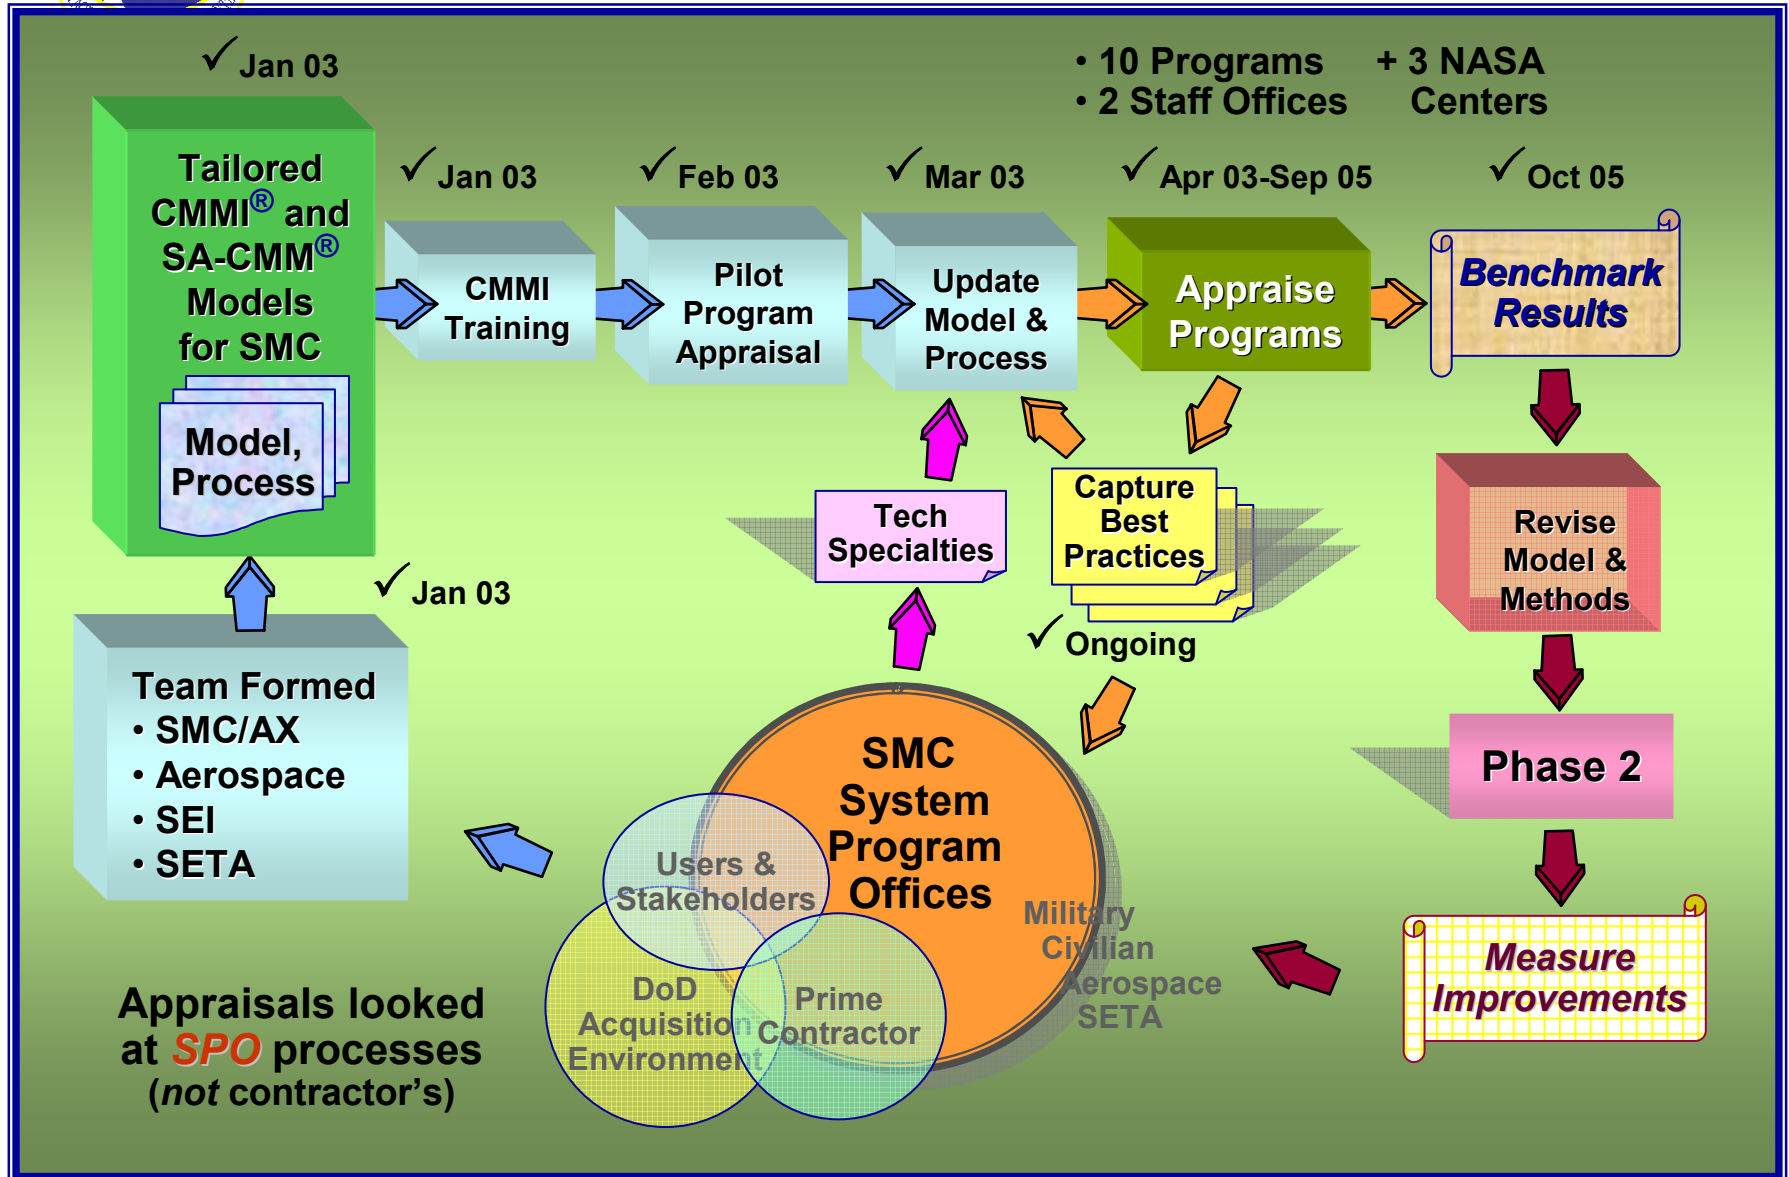 ✓ Jan 03
• 10 Programs + 3 NASA
• 2 Staff Offices Centers
Tailored
CMMI® and
SA-CMM®
Models
for SMC
Model,
Process
✓ Jan 03
CMMI
Training
✓ Feb 03
Pilot
Program
Appraisal
✓ Mar 03
Update
Model &
Process
✓ Apr 03-Sep 05
Appraise
Programs
✓ Oct 05
Benchmark
Results
Tech
Specialties
Capture
Best
Practices
✓ Ongoing
Revise
Model &
Methods
✓ Jan 03
Team Formed
• SMC/AX
• Aerospace
• SEI
• SETA
SMC
System
Program
Offices
Users &
Stakeholders
DoD
Acquisition
Environment
Prime
Contractor
Military
Civilian
Aerospace
SETA
Phase 2
Measure
Improvements
Appraisals looked
at SPO processes
(not contractor's)